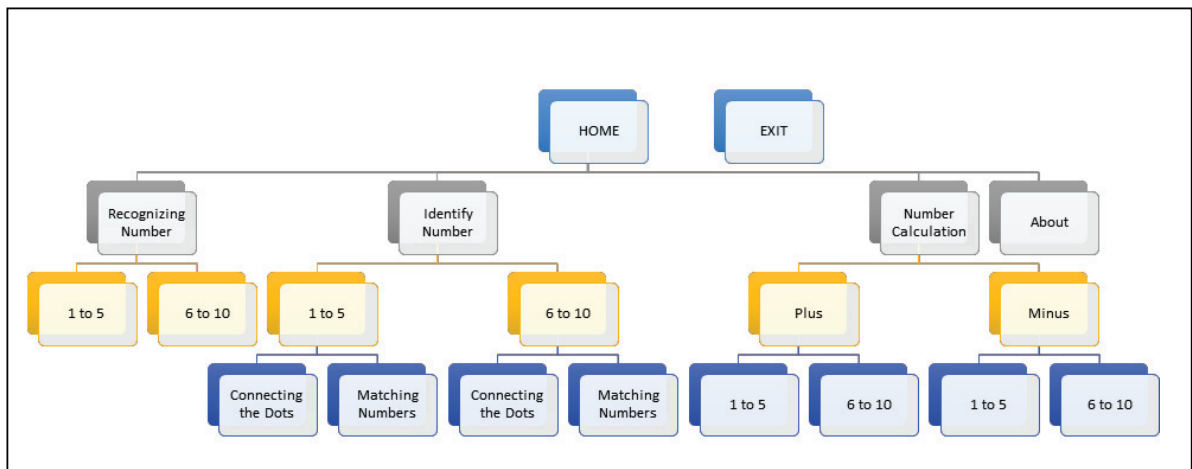 HOME
EXIT
Recognizing
Number
Identify
Number
Number
Calculation
About
1 to 5
6 to 10
1 to 5
6 to 10
Plus
Minus
Connecting
the Dots
Matching
Numbers
Connecting
the Dots
Matching
Numbers
1 to 5
6 to 10
1 to 5
6 to 10